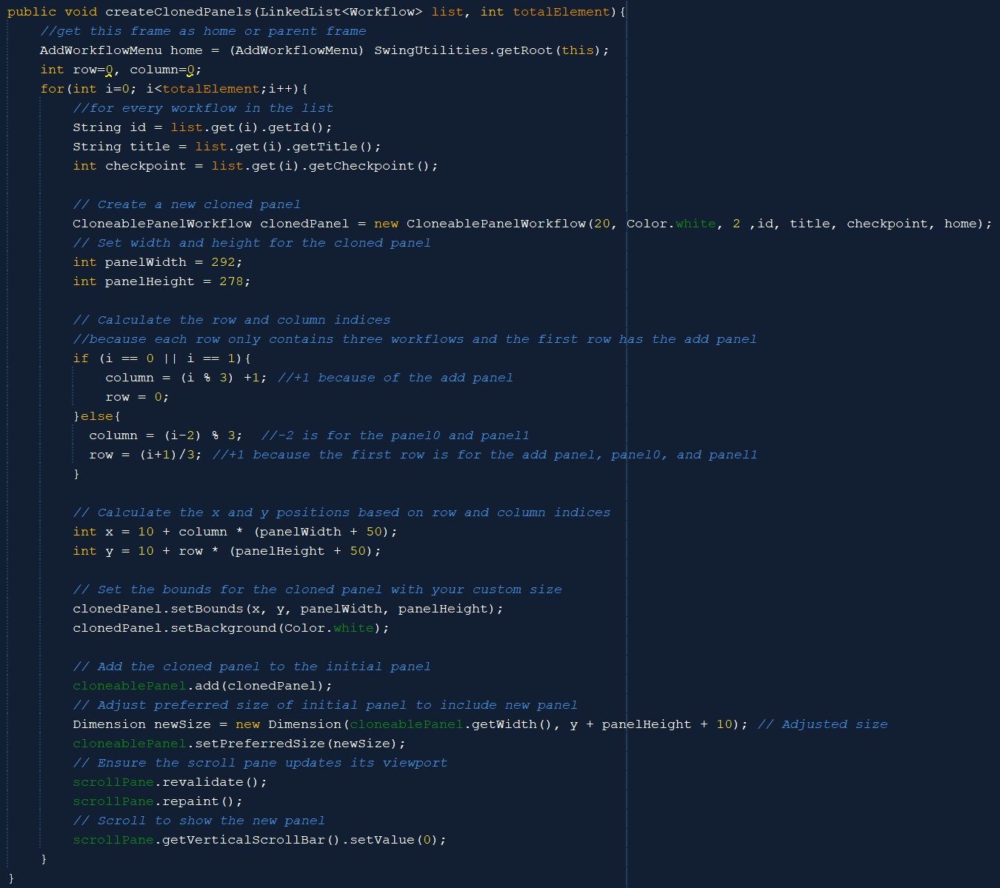 public void createClonedPanels(LinkedList<Workflow> list, int totalElement){
//get this frame as home or parent frame
AddWorkflowMenu home = (AddWorkflowMenu) SwingUtilities.getRoot(this);
int row=0, column=0;
for(int i=0; i<totalElement;i++){
//for every workflow in the list
String id = list.get(i).getId();
String title = list.get(i).getTitle();
int checkpoint = list.get(i).getCheckpoint();
// Create a new cloned panel
CloneablePanelWorkflow clonedPanel = new CloneablePanelWorkflow(20, Color.white, 2 ,id, title, checkpoint, home);
// Set width and height for the cloned panel
int panelWidth = 292;
int panelHeight = 278;
// Calculate the row and column indices
//because each row only contains three workflows and the first row has the add panel
if (i == 0 || i == 1){
column = (i % 3) +1; //+1 because of the add panel
row = 0;
}else{
column = (i-2) % 3;  //-2 is for the panel0 and panel1
row = (i+1)/3; //+1 because the first row is for the add panel, panel0, and panel1
}
// Calculate the x and y positions based on row and column indices
int x = 10 + column * (panelWidth + 50);
int y = 10 + row * (panelHeight + 50);
// Set the bounds for the cloned panel with your custom size
clonedPanel.setBounds(x, y, panelWidth, panelHeight);
clonedPanel.setBackground(Color.white);
// Add the cloned panel to the initial panel
cloneablePanel.add(clonedPanel);
// Adjust preferred size of initial panel to include new panel
Dimension newSize = new Dimension(cloneablePanel.getWidth(), y + panelHeight + 10); // Adjusted size
cloneablePanel.setPreferredSize(newSize);
// Ensure the scroll pane updates its viewport
scrollPane.revalidate();
scrollPane.repaint();
// Scroll to show the new panel
scrollPane.getVerticalScrollBar().setValue(0);
}
}